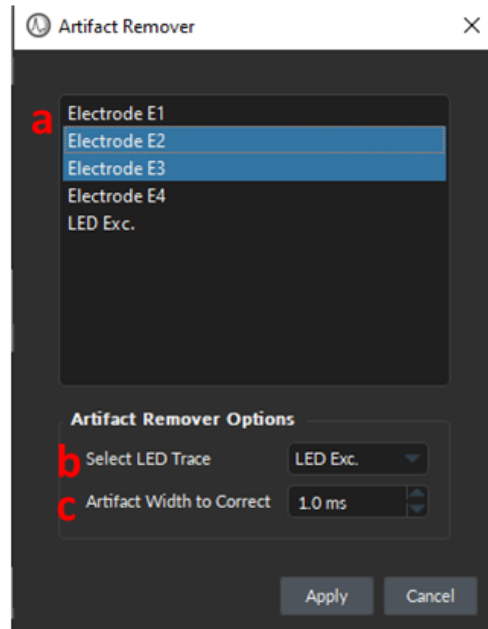 Artifact Remover
a
Electrode E1
Electrode E2
Electrode E3
Electrode E4
LED Exc.
Artifact Remover Options
b Select LED Trace LED Exc.
c Artifact Width to Correct 1.0 ms
Apply Cancel